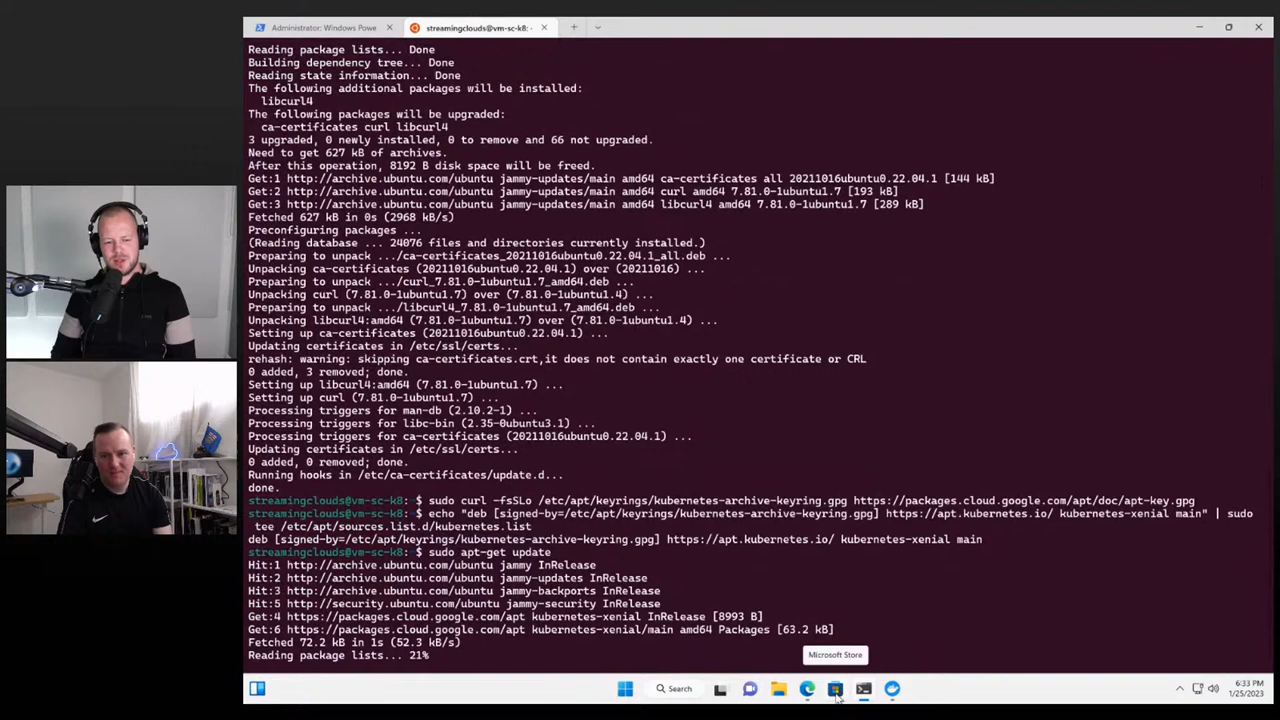 Administrator: Windows Powe
streamingclouds@vm-sc-k8: ~
Reading package lists... Done
Building dependency tree... Done
Reading state information... Done
The following additional packages will be installed:
libcurl4
The following packages will be upgraded:
ca-certificates curl libcurl4
3 upgraded, 0 newly installed, 0 to remove and 66 not upgraded.
Need to get 627 kB of archives.
After this operation, 8192 B disk space will be freed.
Get:1 http://archive.ubuntu.com/ubuntu jammy-updates/main amd64 ca-certificates all 20211016ubuntu0.22.04.1 [144 kB]
Get:2 http://archive.ubuntu.com/ubuntu jammy-updates/main amd64 curl amd64 7.81.0-1ubuntu1.7 [193 kB]
Get:3 http://archive.ubuntu.com/ubuntu jammy-updates/main amd64 libcurl4 amd64 7.81.0-1ubuntu1.7 [289 kB]
Fetched 627 kB in 0s (2968 kB/s)
Preconfiguring packages ...
(Reading database ... 24076 files and directories currently installed.)
Preparing to unpack .../ca-certificates_20211016ubuntu0.22.04.1_all.deb ...
Unpacking ca-certificates (20211016ubuntu0.22.04.1) over (20211016) ...
Preparing to unpack .../curl_7.81.0-1ubuntu1.7_amd64.deb ...
Unpacking curl (7.81.0-1ubuntu1.7) over (7.81.0-1ubuntu1.4) ...
Preparing to unpack .../libcurl4_7.81.0-1ubuntu1.7_amd64.deb ...
Unpacking libcurl4:amd64 (7.81.0-1ubuntu1.7) over (7.81.0-1ubuntu1.4) ...
Setting up ca-certificates (20211016ubuntu0.22.04.1) ...
Updating certificates in /etc/ssl/certs...
rehash: warning: skipping ca-certificates.crt,it does not contain exactly one certificate or CRL
0 added, 3 removed; done.
Setting up libcurl4:amd64 (7.81.0-1ubuntu1.7) ...
Setting up curl (7.81.0-1ubuntu1.7) ...
Processing triggers for man-db (2.10.2-1) ...
Processing triggers for libc-bin (2.35-0ubuntu3.1) ...
Processing triggers for ca-certificates (20211016ubuntu0.22.04.1) ...
Updating certificates in /etc/ssl/certs...
0 added, 0 removed; done.
Running hooks in /etc/ca-certificates/update.d...
done.
streamingclouds@vm-sc-k8:~$ sudo curl -fsSLo /etc/apt/keyrings/kubernetes-archive-keyring.gpg https://packages.cloud.google.com/apt/doc/apt-key.gpg
streamingclouds@vm-sc-k8:~$ echo "deb [signed-by=/etc/apt/keyrings/kubernetes-archive-keyring.gpg] https://apt.kubernetes.io/ kubernetes-xenial main" | sudo
tee /etc/apt/sources.list.d/kubernetes.list
deb [signed-by=/etc/apt/keyrings/kubernetes-archive-keyring.gpg] https://apt.kubernetes.io/ kubernetes-xenial main
streamingclouds@vm-sc-k8:~$ sudo apt-get update
Hit:1 http://archive.ubuntu.com/ubuntu jammy InRelease
Hit:2 http://archive.ubuntu.com/ubuntu jammy-updates InRelease
Hit:3 http://archive.ubuntu.com/ubuntu jammy-backports InRelease
Hit:5 http://security.ubuntu.com/ubuntu jammy-security InRelease
Get:4 https://packages.cloud.google.com/apt kubernetes-xenial InRelease [8993 B]
Get:6 https://packages.cloud.google.com/apt kubernetes-xenial/main amd64 Packages [63.2 kB]
Fetched 72.2 kB in 1s (52.3 kB/s)
Reading package lists... 21%
Microsoft Store
Search
6:33 PM
1/25/2023